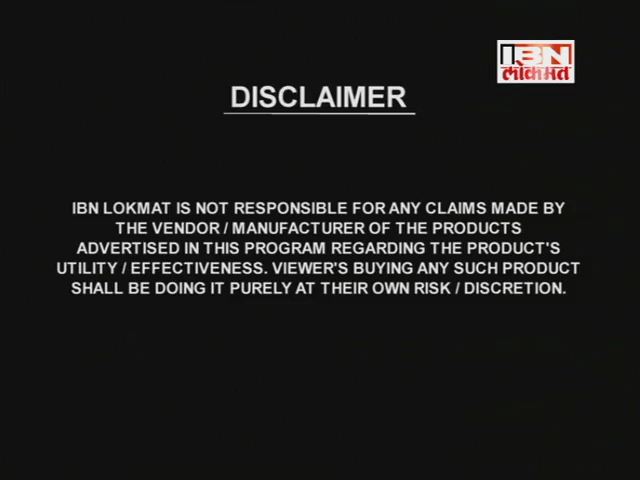 IBN
लोकमत
DISCLAIMER
IBN LOKMAT IS NOT RESPONSIBLE FOR ANY CLAIMS MADE BY
THE VENDOR / MANUFACTURER OF THE PRODUCTS
ADVERTISED IN THIS PROGRAM REGARDING THE PRODUCT'S
UTILITY / EFFECTIVENESS. VIEWER'S BUYING ANY SUCH PRODUCT
SHALL BE DOING IT PURELY AT THEIR OWN RISK / DISCRETION.